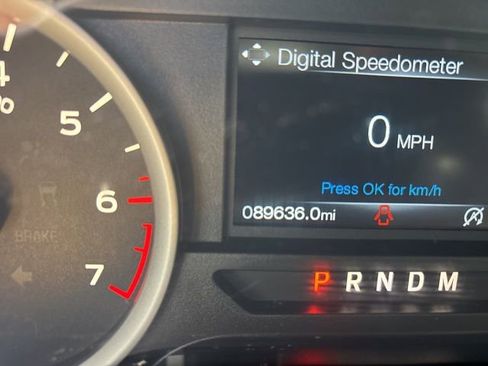 4
5
6
7
BRAKE
Digital Speedometer
0 MPH
Press OK for km/h
089636.0mi
P R N D M